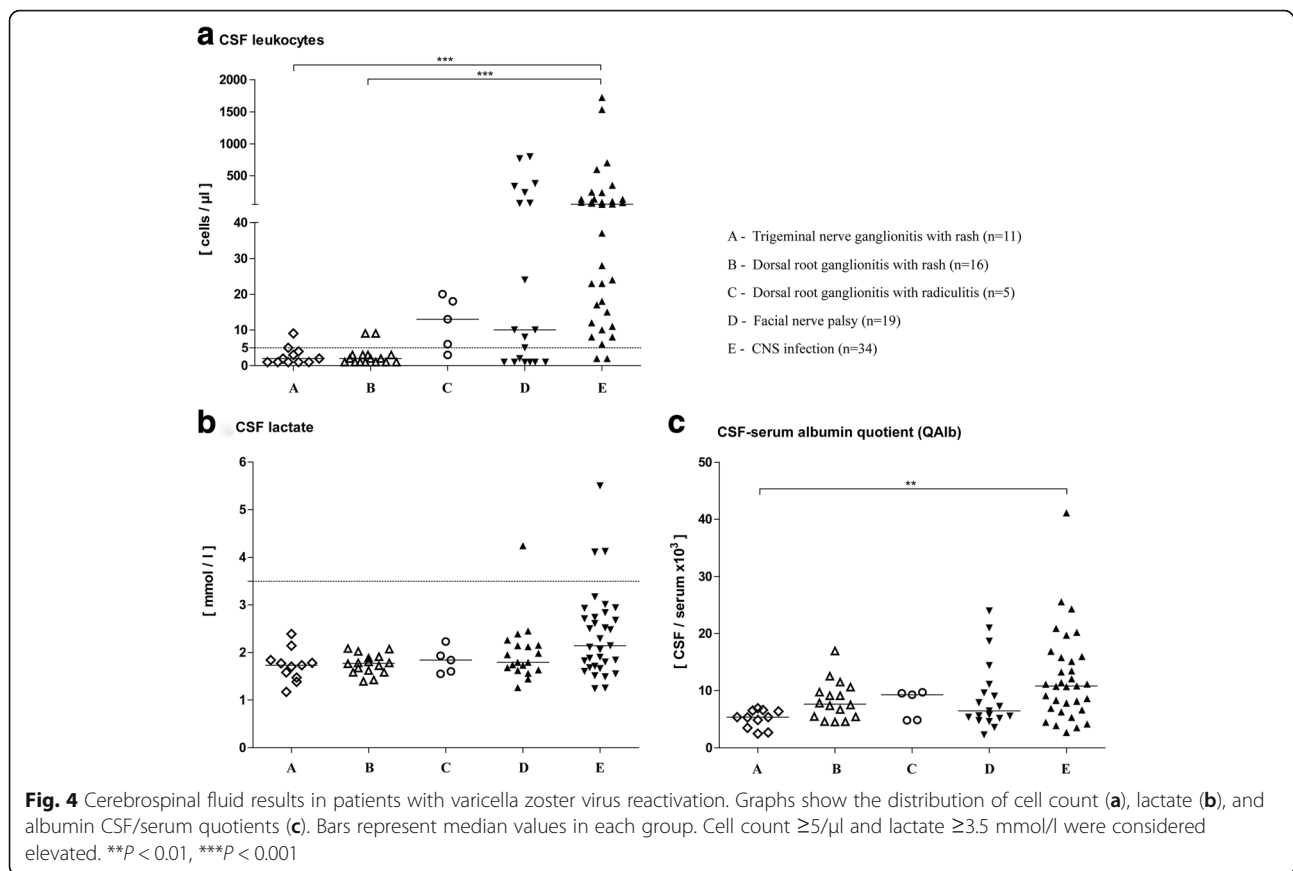 a CSF leukocytes
***
***
2000
1500
1000
500
40
30
20
10
5
0
[ cells / µl ]
A B C D E
A - Trigeminal nerve ganglionitis with rash (n=11)
B - Dorsal root ganglionitis with rash (n=16)
C - Dorsal root ganglionitis with radiculitis (n=5)
D - Facial nerve palsy (n=19)
E - CNS infection (n=34)
b CSF lactate
6
5
4
3
2
1
0
[ mmol / l ]
A B C D E
c CSF-serum albumin quotient (QAlb)
**
50
40
30
20
10
0
[ CSF / serum x10³ ]
A B C D E
Fig. 4 Cerebrospinal fluid results in patients with varicella zoster virus reactivation. Graphs show the distribution of cell count (a), lactate (b), and
albumin CSF/serum quotients (c). Bars represent median values in each group. Cell count ≥5/µl and lactate ≥3.5 mmol/l were considered
elevated. **P < 0.01, ***P < 0.001